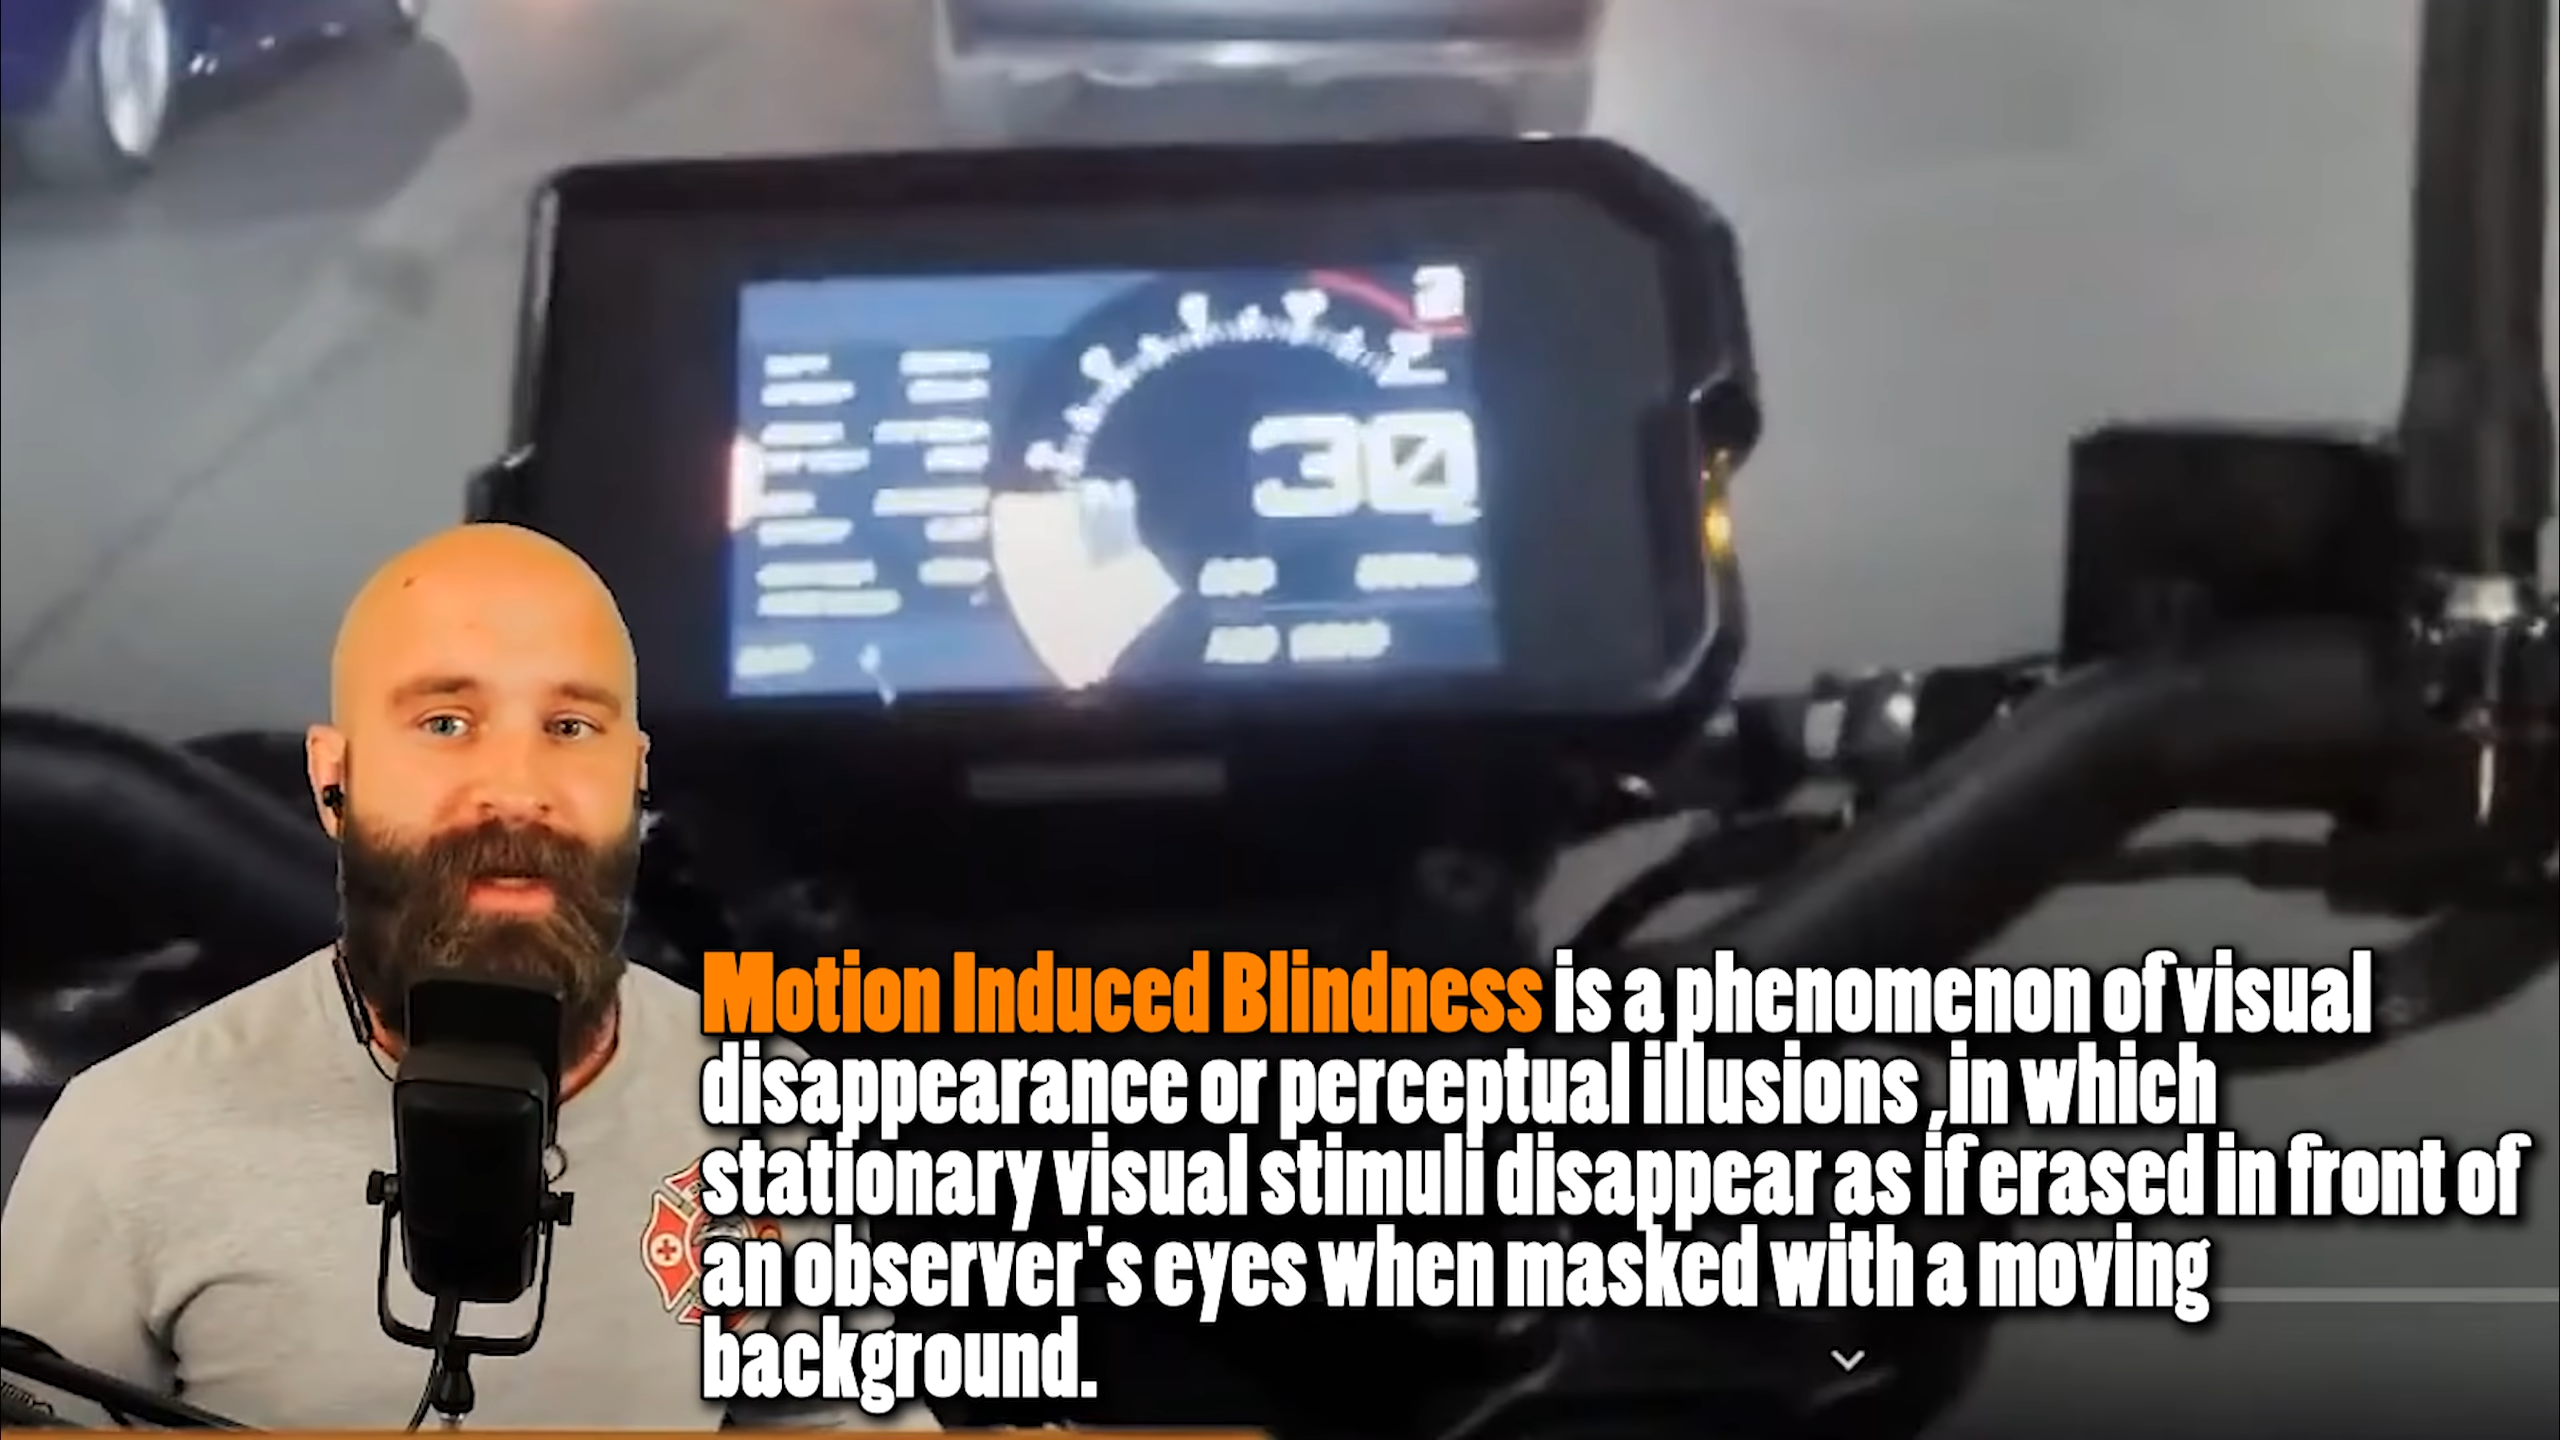 30
Motion Induced Blindness is a phenomenon of visual
disappearance or perceptual illusions ,in which
stationary visual stimuli disappear as if erased in front of
an observer's eyes when masked with a moving
background.